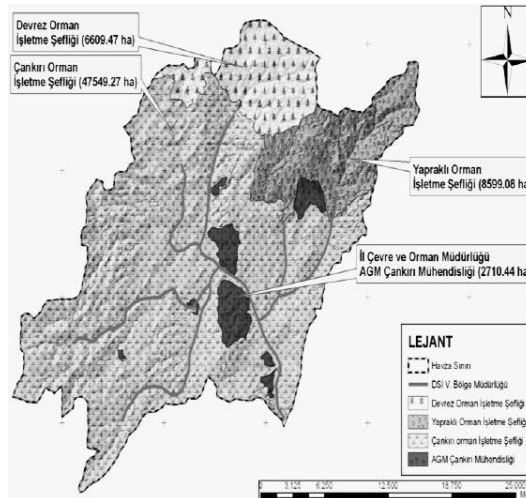 Devrez Orman
İşletme Şefliği (6609.47 ha)
Çankırı Orman
İşletme Şefliği (47549.27 ha)
N
Yapraklı Orman
İşletme Şefliği (8599.08 ha
İl Çevre ve Orman Müdürlüğü
AGM Çankırı Mühendisliği (2710.44 ha)
LEJANT
Havza Sınırı
DSI V. Bölge Müdürlüğü
Devrez Orman İşletme Şefliği
Yapraklı Orman İşletme Şefliğ
Çankırı orman İşletme Şefliği
AGM Çankırı Mühendisliği
0 3,125 6,250 12,500 18,750 25,000